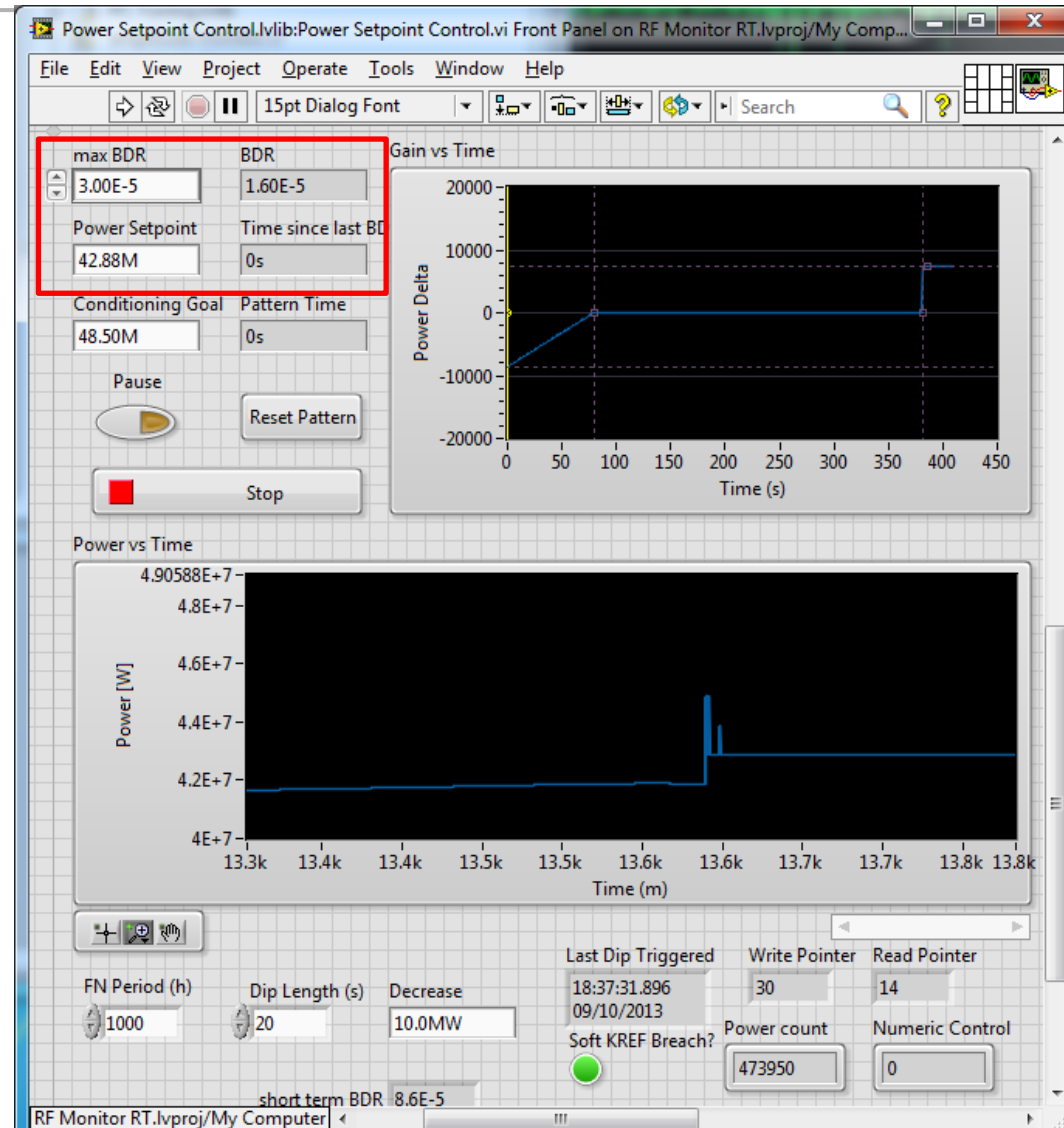 Power Setpoint Control.lvlib:Power Setpoint Control.vi Front Panel on RF Monitor RT.lvproj/My Comp...
File Edit View Project Operate Tools Window Help
15pt Dialog Font Search
max BDR BDR
3.00E-5 1.60E-5
Power Setpoint Time since last BD
42.88M 0s
Conditioning Goal Pattern Time
48.50M 0s
Pause
Reset Pattern
Stop
Gain vs Time
Power Delta
20000
10000
0
-10000
-20000
0 50 100 150 200 250 300 350 400 450
Time (s)
Power vs Time
Power [W]
4.90588E+7
4.8E+7
4.6E+7
4.4E+7
4.2E+7
4E+7
13.3k 13.4k 13.4k 13.5k 13.5k 13.6k 13.6k 13.7k 13.7k 13.8k 13.8k
Time (m)
FN Period (h) Dip Length (s) Decrease
1000 20 10.0MW
Last Dip Triggered Write Pointer Read Pointer
18:37:31.896 30 14
09/10/2013
Soft KREF Breach? Power count Numeric Control
473950 0
short term BDR 8.6E-5
RF Monitor RT.lvproj/My Computer